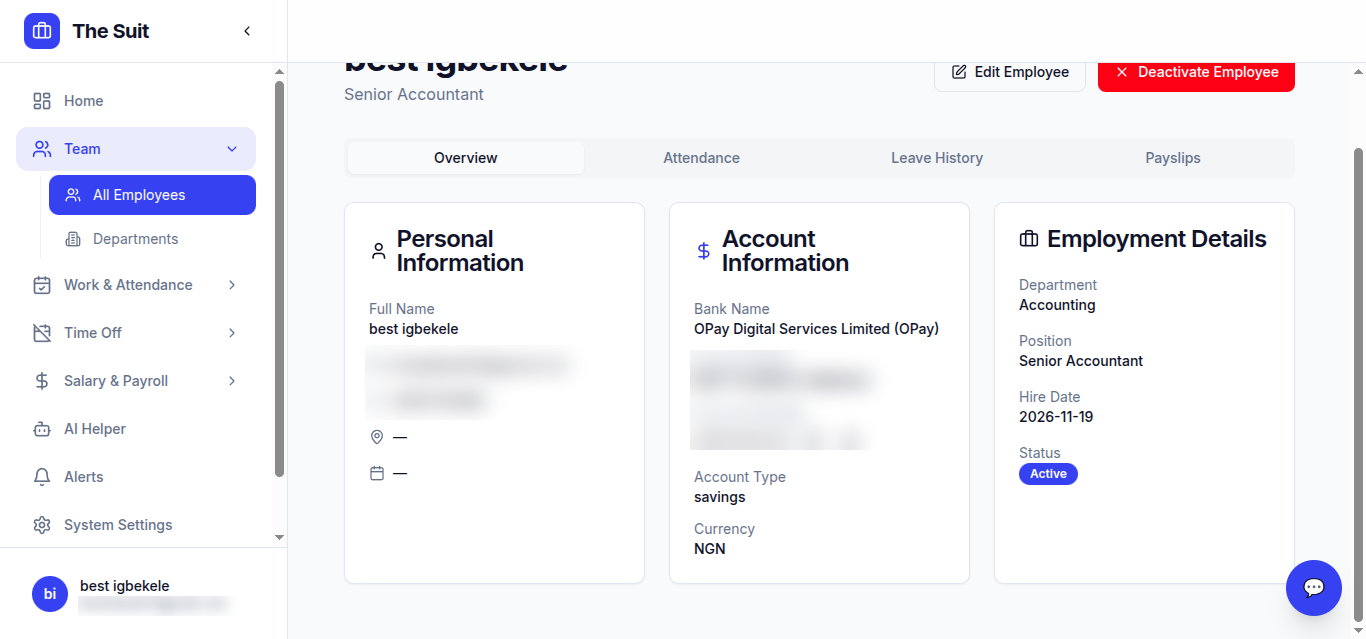 The Suit
Home
Team
All Employees
Departments
Work & Attendance
Time Off
Salary & Payroll
AI Helper
Alerts
System Settings
bi
best igbekele
best igbekele
Senior Accountant
Edit Employee
Deactivate Employee
Overview
Attendance
Leave History
Payslips
Personal
Information
Full Name
best igbekele
—
—
Account
Information
Bank Name
OPay Digital Services Limited (OPay)
Account Type
savings
Currency
NGN
Employment Details
Department
Accounting
Position
Senior Accountant
Hire Date
2026-11-19
Status
Active